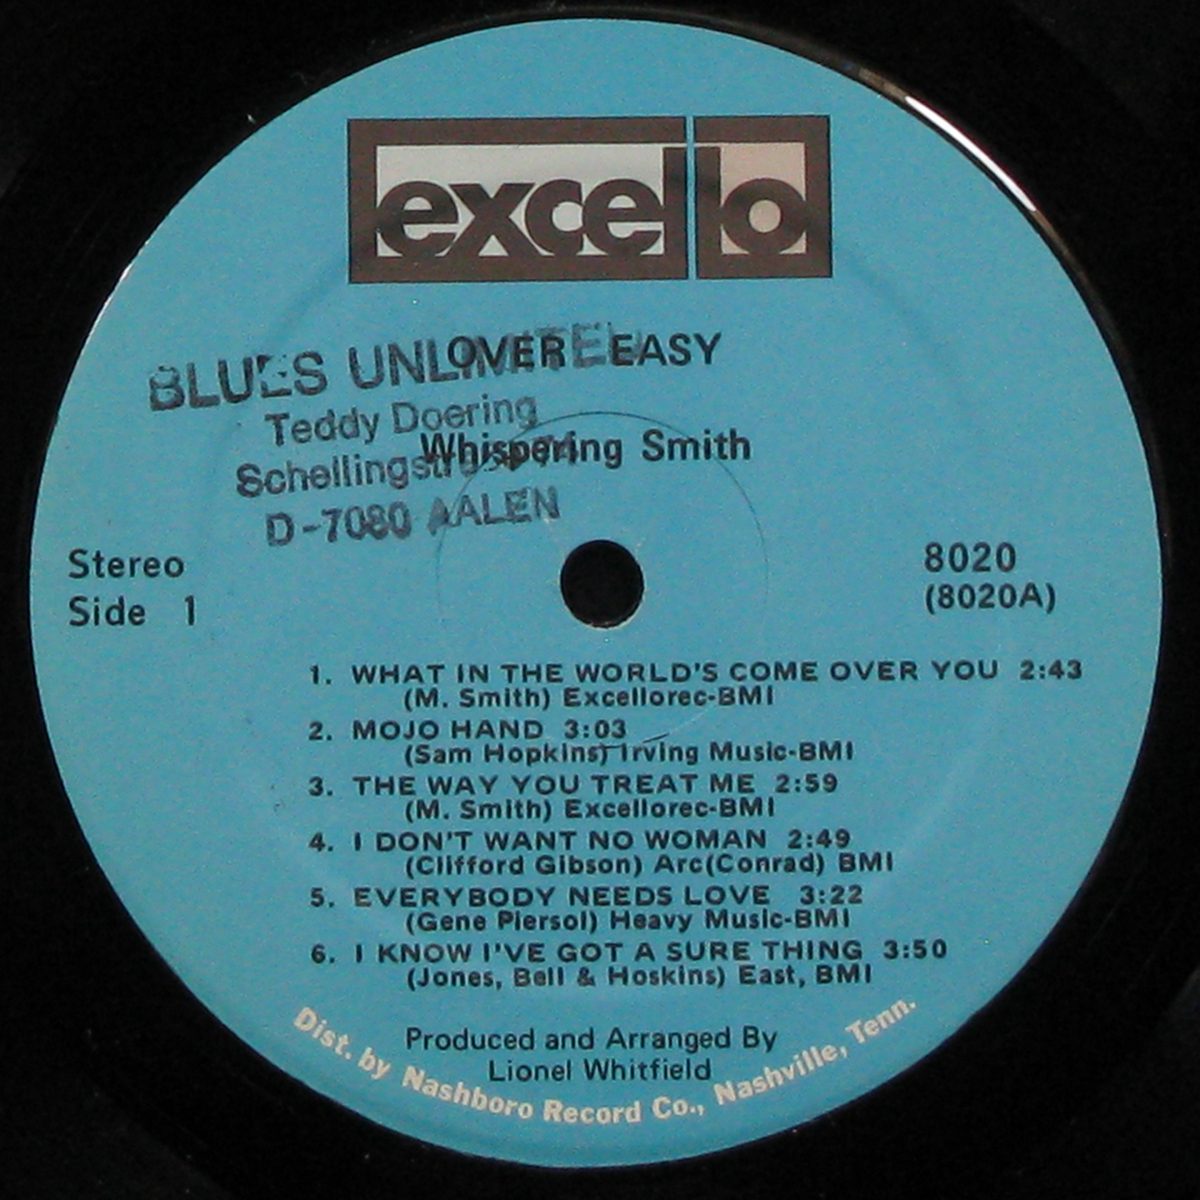 excello
OVER EASY
BLUES UNLIMITED
Teddy Doering
Whispering Smith
Schellingstr. 74
D-7080 AALEN
Stereo
Side 1
8020
(8020A)
1. WHAT IN THE WORLD'S COME OVER YOU 2:43
(M. Smith) Excellorec-BMI
2. MOJO HAND 3:03
(Sam Hopkins) Irving Music-BMI
3. THE WAY YOU TREAT ME 2:59
(M. Smith) Excellorec-BMI
4. I DON'T WANT NO WOMAN 2:49
(Clifford Gibson) Arc(Conrad) BMI
5. EVERYBODY NEEDS LOVE 3:22
(Gene Piersol) Heavy Music-BMI
6. I KNOW I'VE GOT A SURE THING 3:50
(Jones, Bell & Hoskins) East, BMI
Produced and Arranged By
Lionel Whitfield
Dist. by Nashboro Record Co., Nashville, Tenn.